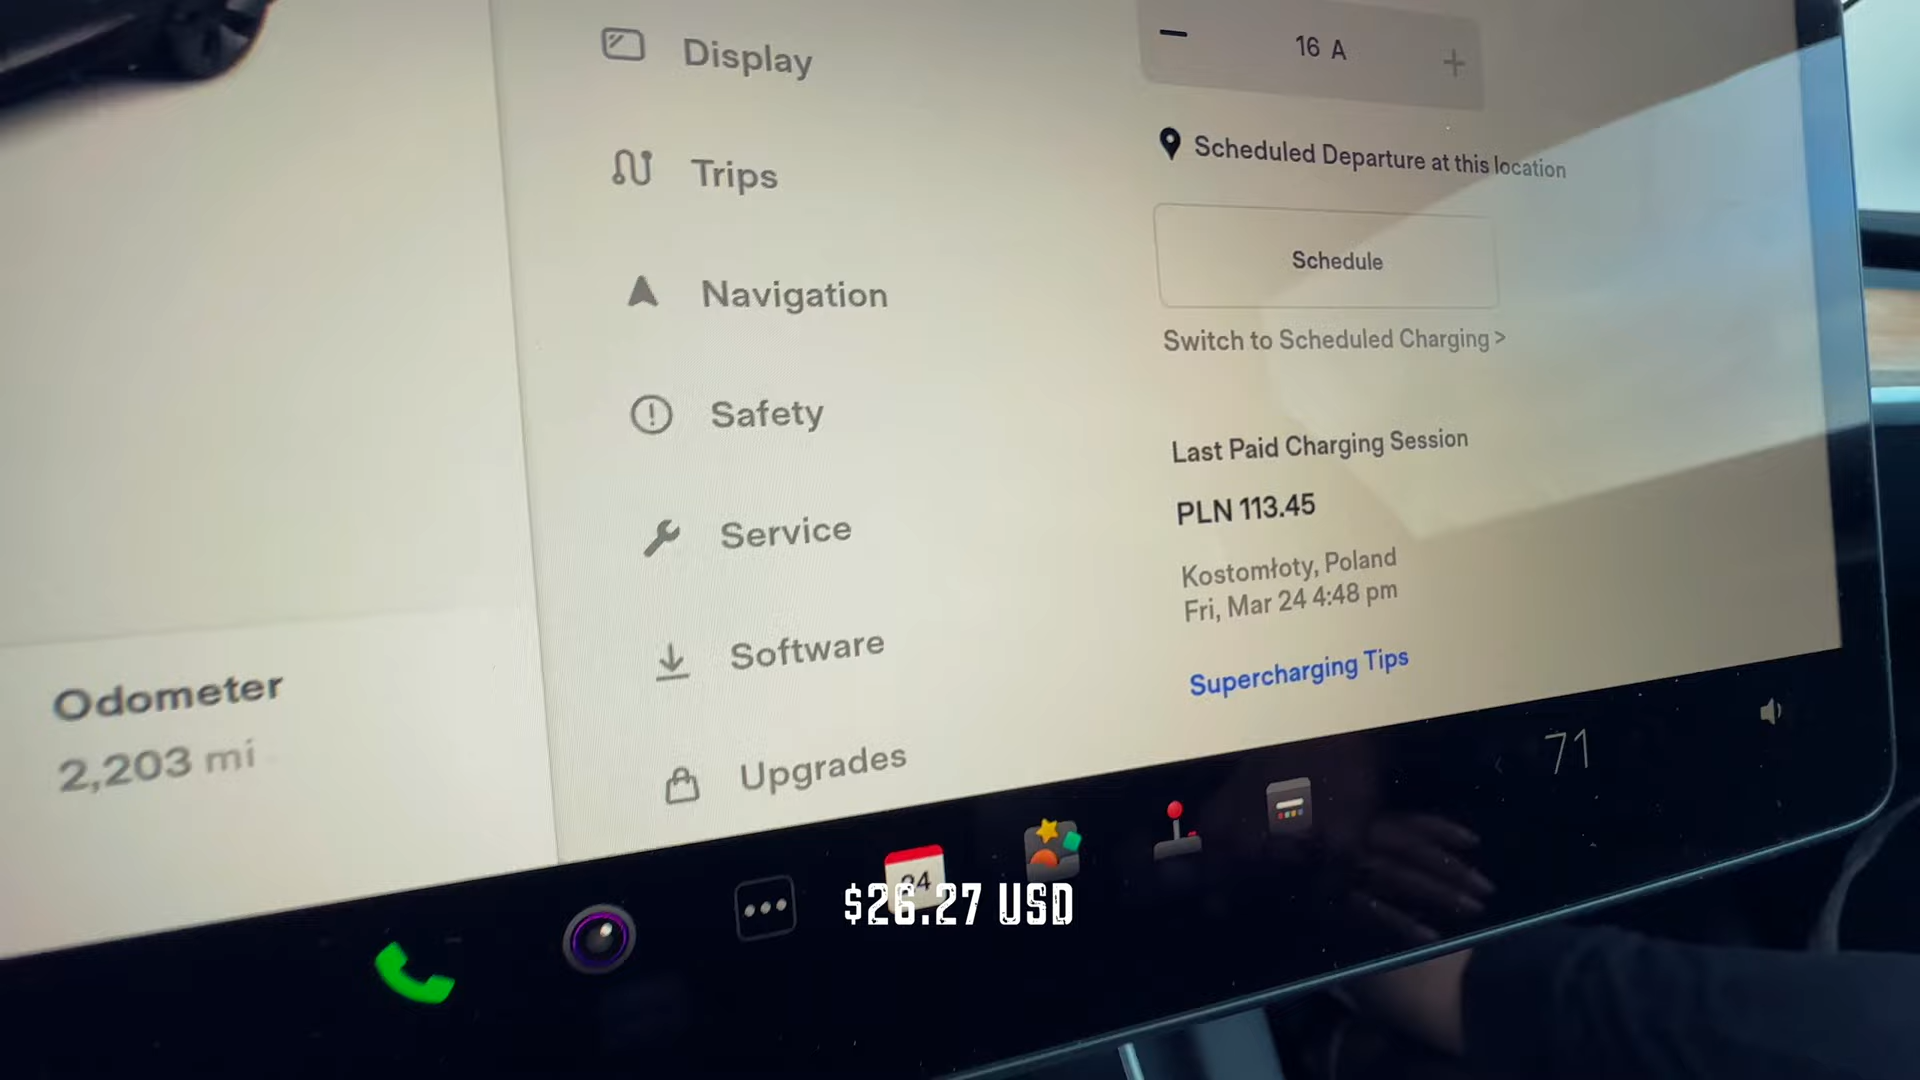 Display
Trips
Navigation
Safety
Service
Software
Upgrades
Odometer
2,203 mi
16 A
Scheduled Departure at this location
Schedule
Switch to Scheduled Charging >
Last Paid Charging Session
PLN 113.45
Kostomłoty, Poland
Fri, Mar 24 4:48 pm
Supercharging Tips
71
24
$26.27 USD